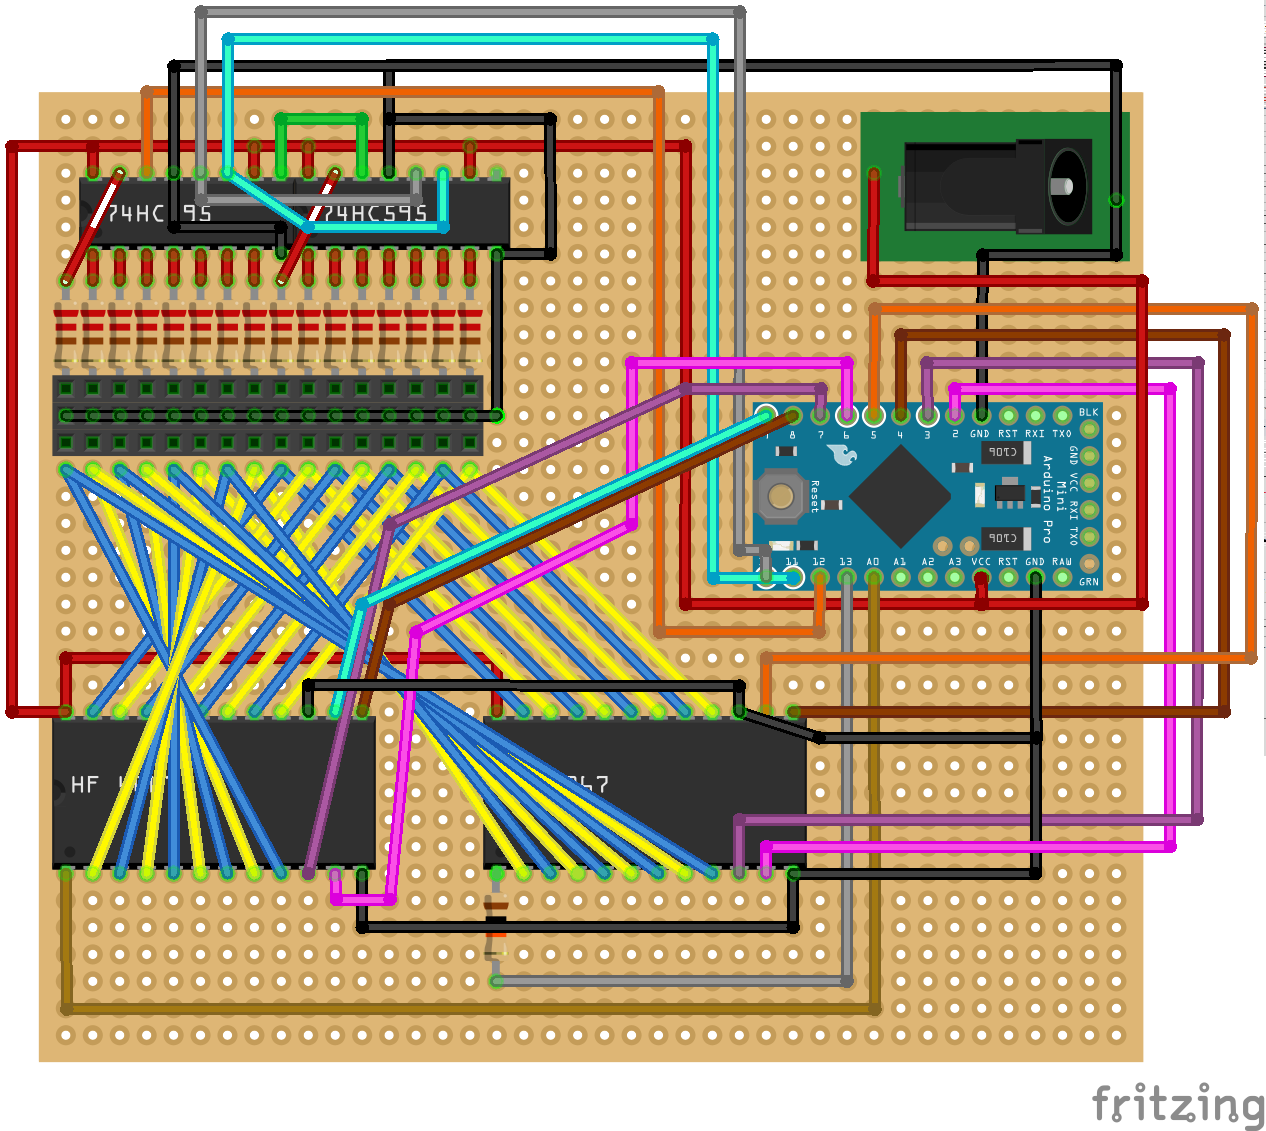 74HC 95 74HC595
9 8 7 6 5 4 3 2 GND RST RXI TXO BLK
GND VCC RXI TXO
Arduino Pro
Mini
Reset
11 12 13 A0 A1 A2 A3 VCC RST GND RAW GRN
HF
67
fritzing